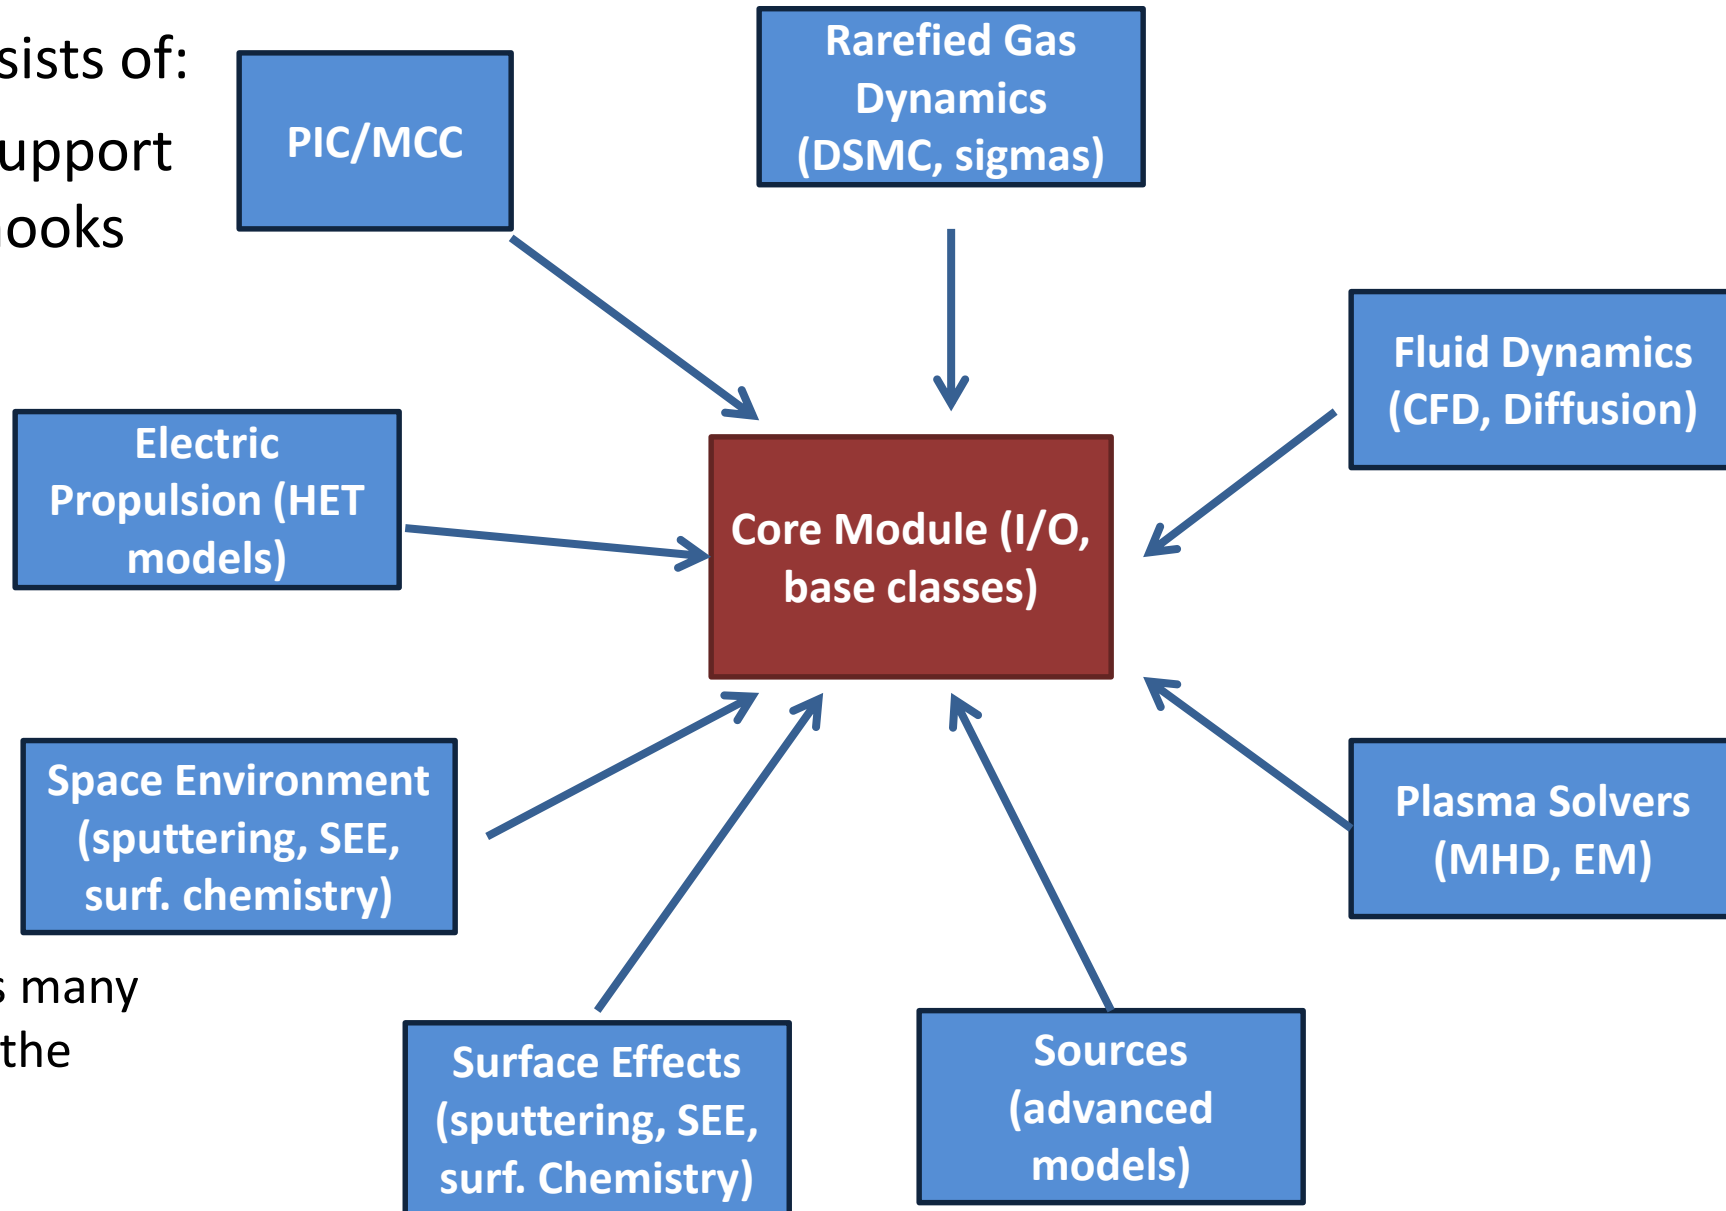 sists of:
upport
ooks
s many
the
PIC/MCC
Rarefied Gas
Dynamics
(DSMC, sigmas)
Fluid Dynamics
(CFD, Diffusion)
Electric
Propulsion (HET
models)
Core Module (I/O,
base classes)
Space Environment
(sputtering, SEE,
surf. chemistry)
Plasma Solvers
(MHD, EM)
Surface Effects
(sputtering, SEE,
surf. Chemistry)
Sources
(advanced
models)